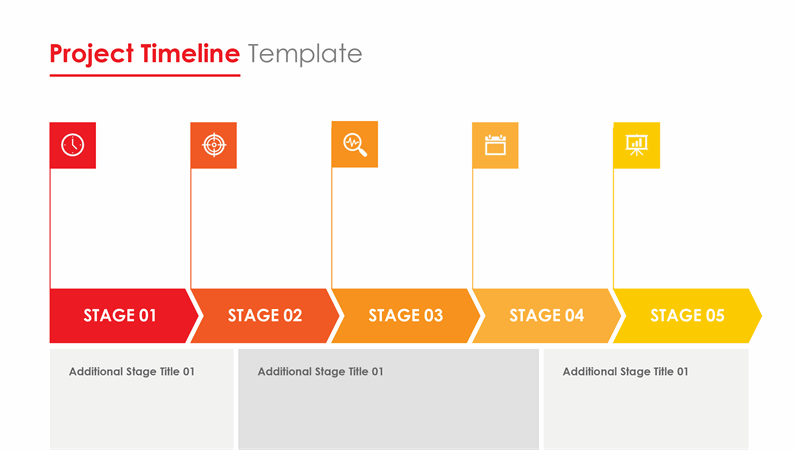 Project Timeline Template
STAGE 01
STAGE 02
STAGE 03
STAGE 04
STAGE 05
Additional Stage Title 01
Additional Stage Title 01
Additional Stage Title 01